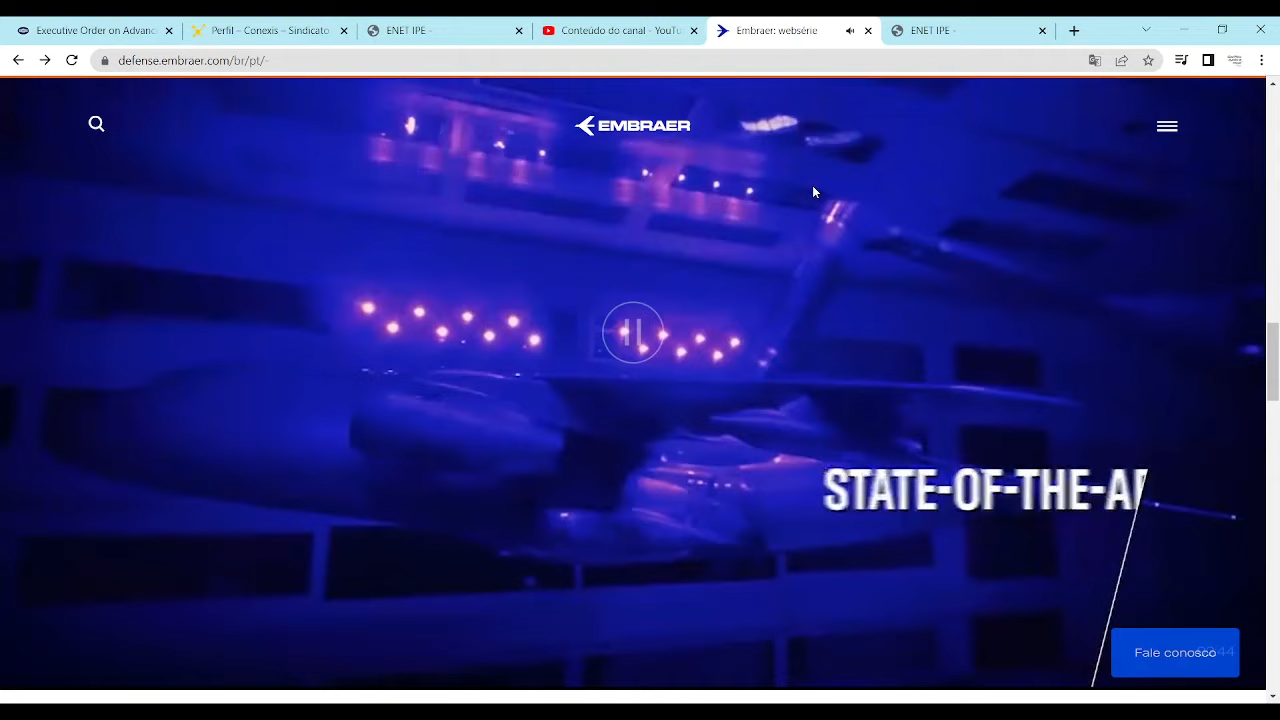 Executive Order on Advanc
Perfil – Conexis – Sindicato
ENET IPE -
Conteúdo do canal - YouTu
Embraer: websérie
ENET IPE -
defense.embraer.com/br/pt/-
EMBRAER
STATE-OF-THE-AR
Fale conosco